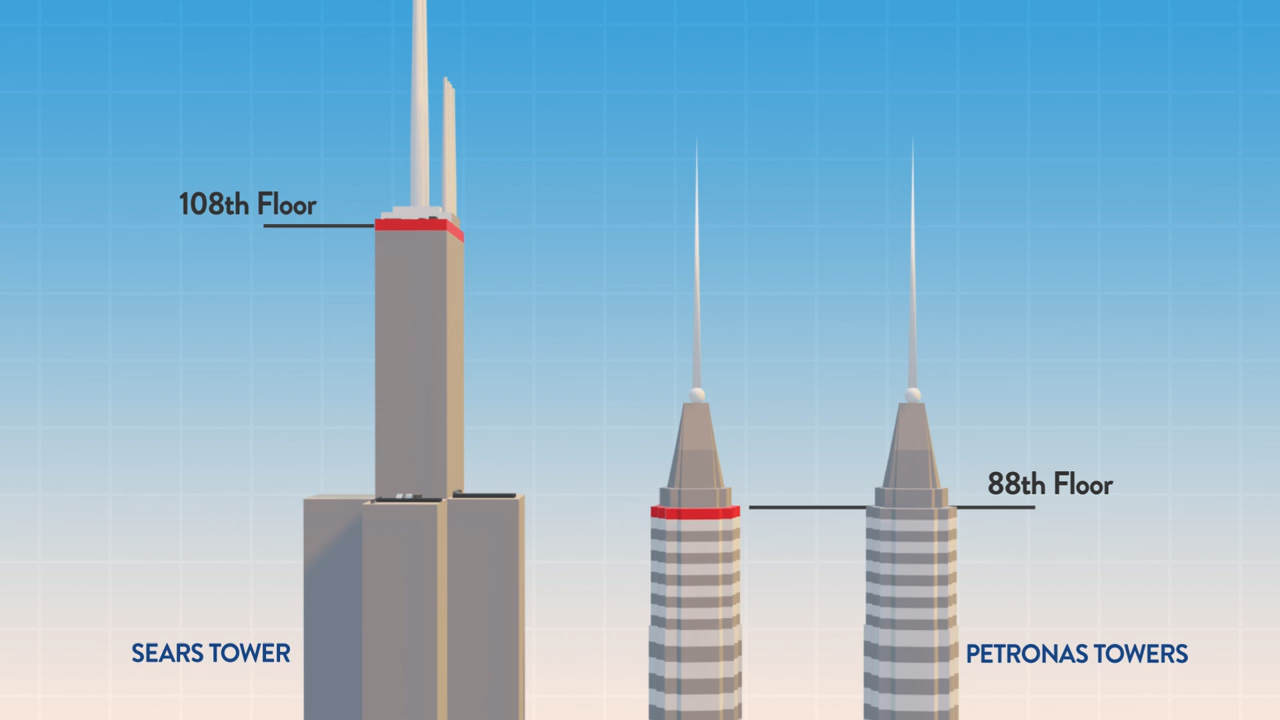 108th Floor
88th Floor
SEARS TOWER
PETRONAS TOWERS